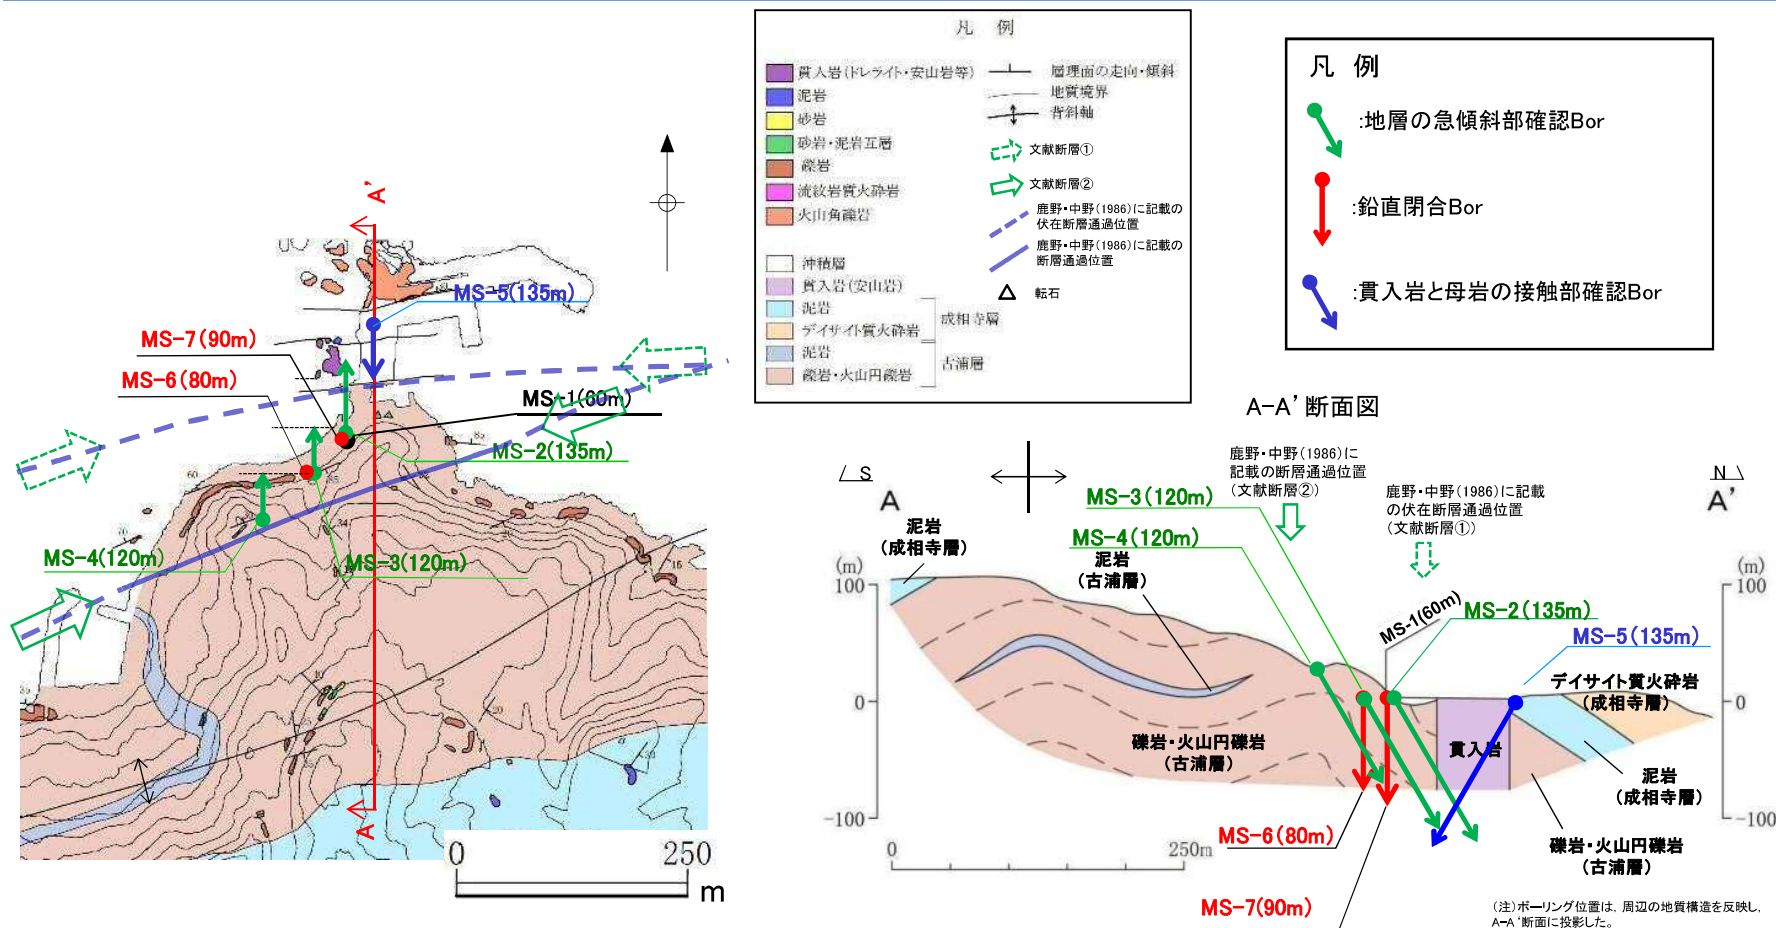 凡 例
貫入岩(ドレライト・安山岩等)
泥岩
砂岩
砂岩・泥岩互層
礫岩
流紋岩質火砕岩
火山角礫岩
沖積層
貫入岩(安山岩)
泥岩
デイサイト質火砕岩
成相寺層
泥岩
礫岩・火山円礫岩
古浦層
層理面の走向・傾斜
地質境界
背斜軸
文献断層①
文献断層②
鹿野・中野(1986)に記載の
伏在断層通過位置
鹿野・中野(1986)に記載の
断層通過位置
転石
凡 例
:地層の急傾斜部確認Bor
:鉛直閉合Bor
:貫入岩と母岩の接触部確認Bor
A'
MS-5(135m)
MS-7(90m)
MS-6(80m)
MS-1(60m)
MS-2(135m)
MS-4(120m)
MS-3(120m)
A
0
250
m
A-A'断面図
S
A
N
A'
鹿野・中野(1986)に
記載の断層通過位置
(文献断層②)
鹿野・中野(1986)に記載
の伏在断層通過位置
(文献断層①)
MS-3(120m)
MS-4(120m)
泥岩
(成相寺層)
泥岩
(古浦層)
MS-1(60m)
MS-2(135m)
MS-5(135m)
(m)
100
0
-100
(m)
100
0
-100
デイサイト質火砕岩
(成相寺層)
礫岩・火山円礫岩
(古浦層)
貫入岩
泥岩
(成相寺層)
礫岩・火山円礫岩
(古浦層)
MS-6(80m)
0
250m
MS-7(90m)
(注)ボーリング位置は、周辺の地質構造を反映し、
A-A'断面に投影した。